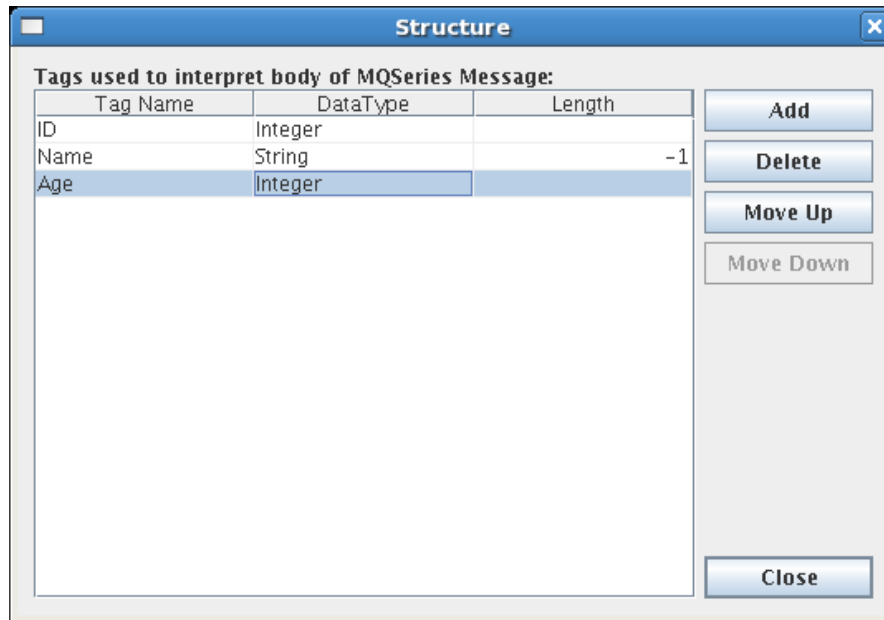 Structure
Tags used to interpret body of MQSeries Message:
Tag Name DataType Length
ID Integer
Name String -1
Age Integer
Add
Delete
Move Up
Move Down
Close